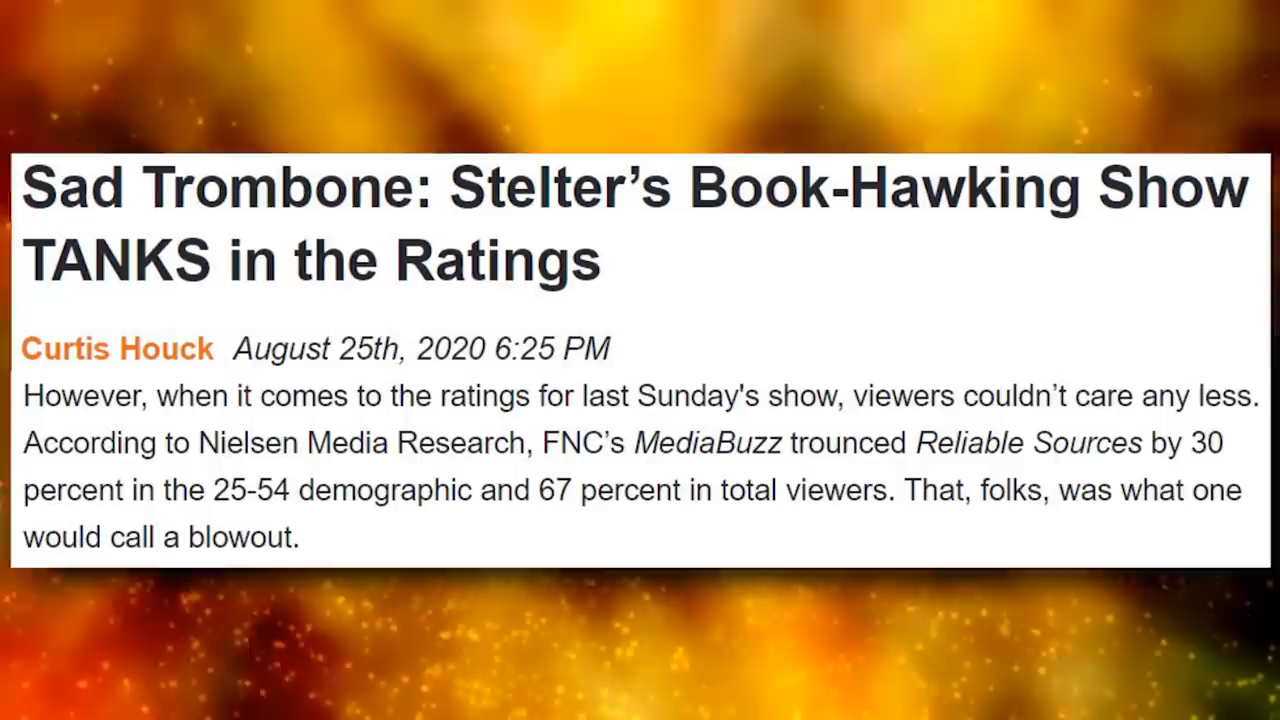 Sad Trombone: Stelter’s Book-Hawking Show
TANKS in the Ratings
Curtis Houck August 25th, 2020 6:25 PM
However, when it comes to the ratings for last Sunday's show, viewers couldn’t care any less.
According to Nielsen Media Research, FNC’s MediaBuzz trounced Reliable Sources by 30
percent in the 25-54 demographic and 67 percent in total viewers. That, folks, was what one
would call a blowout.